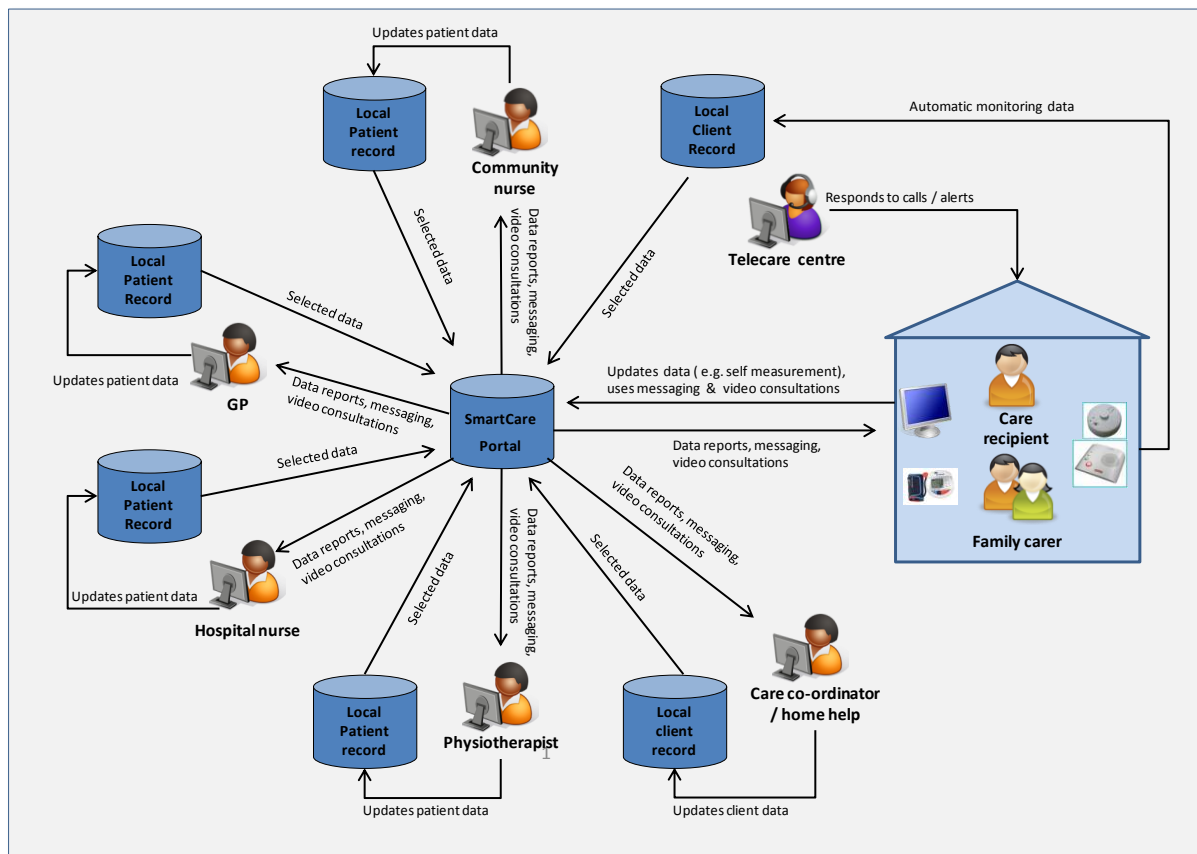 Updates patient data
Local
Patient
record
Community
nurse
Local
Client
Record
Automatic monitoring data
Telecare centre
Responds to calls / alerts
Selected data
Data reports, messaging,
video consultations
Selected data
Local
Patient
Record
Selected data
Updates patient data
GP
Data reports, messaging,
video consultations
SmartCare
Portal
Updates data ( e.g. self measurement),
uses messaging & video consultations
Data reports, messaging,
video consultations
Care
recipient
Family carer
Local
Patient
Record
Selected data
Updates patient data
Hospital nurse
Data reports, messaging,
video consultations
Selected data
Data reports, messaging,
video consultations
Selected data
Data reports, messaging,
video consultations
Local
Patient
record
Physiotherapist
Updates patient data
Local
client
record
Care co-ordinator
/ home help
Updates client data